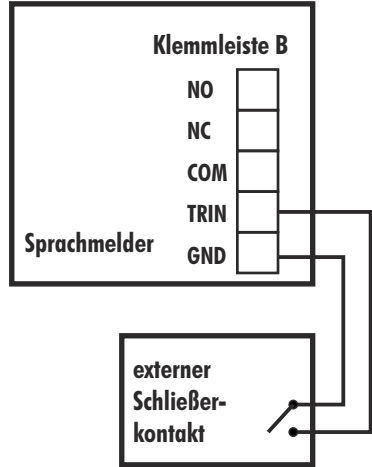 Klemmleiste B
NO
NC
COM
TRIN
Sprachmelder
GND
externer
Schließer-
kontakt